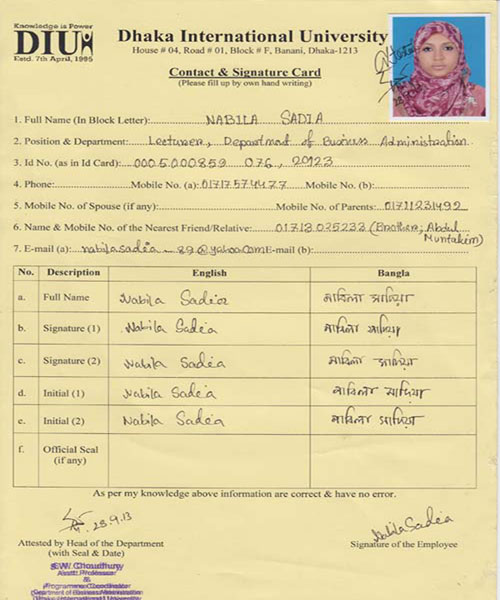 Knowledge is Power
DIU
Estd. 7th April, 1995
Dhaka International University
House # 04, Road # 01, Block # F, Banani, Dhaka-1213
Contact & Signature Card
(Please fill up by own hand writing)
1. Full Name (In Block Letter): NABILA SADIA
2. Position & Department: Lecturer, Department of Business Administration
3. Id No. (as in Id Card): 0005000859 076, 20123
4. Phone: Mobile No. (a): 01717574477 Mobile No. (b):
5. Mobile No. of Spouse (if any): Mobile No. of Parents: 01711231492
6. Name & Mobile No. of the Nearest Friend/Relative: 01713025233 (Brother, Abdul Muntakim)
7. E-mail (a): nabilasadia_89@yahoo.com E-mail (b):
No. Description English Bangla
a. Full Name Nabila Sadia নাবিলা সাদিয়া
b. Signature (1) Nabila Sadia নাবিলা সাদিয়া
c. Signature (2) Nabila Sadia নাবিলা সাদিয়া
d. Initial (1) Nabila Sadia নাবিলা সাদিয়া
e. Initial (2) Nabila Sadia নাবিলা সাদিয়া
f. Official Seal (if any)
As per my knowledge above information are correct & have no error.
23.9.13
Nabila Sadia
Attested by Head of the Department
(with Seal & Date)
Signature of the Employee
Choudhury
Asstt. Professor
&
Programme Coordinator
Department of Business Administration
Dhaka International University